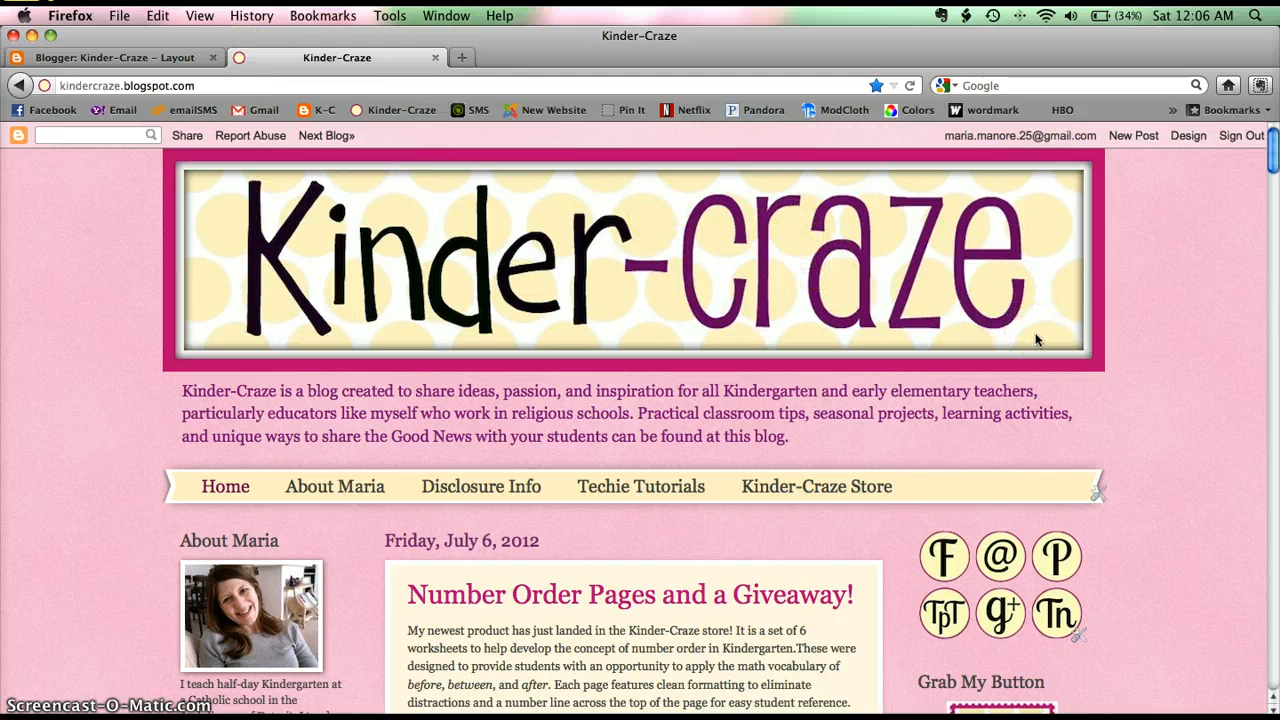 Firefox File Edit View History Bookmarks Tools Window Help (34%) Sat 12:06 AM
Kinder-Craze
Blogger: Kinder-Craze - Layout Kinder-Craze
kindercraze.blogspot.com Google
Facebook Email emailSMS Gmail K-C Kinder-Craze SMS New Website Pin It Netflix Pandora ModCloth Colors wordmark HBO » Bookmarks
Share Report Abuse Next Blog» maria.manore.25@gmail.com New Post Design Sign Out
Kinder-craze
Kinder-Craze is a blog created to share ideas, passion, and inspiration for all Kindergarten and early elementary teachers,
particularly educators like myself who work in religious schools. Practical classroom tips, seasonal projects, learning activities,
and unique ways to share the Good News with your students can be found at this blog.
Home About Maria Disclosure Info Techie Tutorials Kinder-Craze Store
About Maria
I teach half-day Kindergarten at
a Catholic school in the
Friday, July 6, 2012
Number Order Pages and a Giveaway!
My newest product has just landed in the Kinder-Craze store! It is a set of 6
worksheets to help develop the concept of number order in Kindergarten.These were
designed to provide students with an opportunity to apply the math vocabulary of
before, between, and after. Each page features clean formatting to eliminate
distractions and a number line across the top of the page for easy student reference.
F @ P
TpT g+ Tn
Grab My Button
Screencast-O-Matic.com